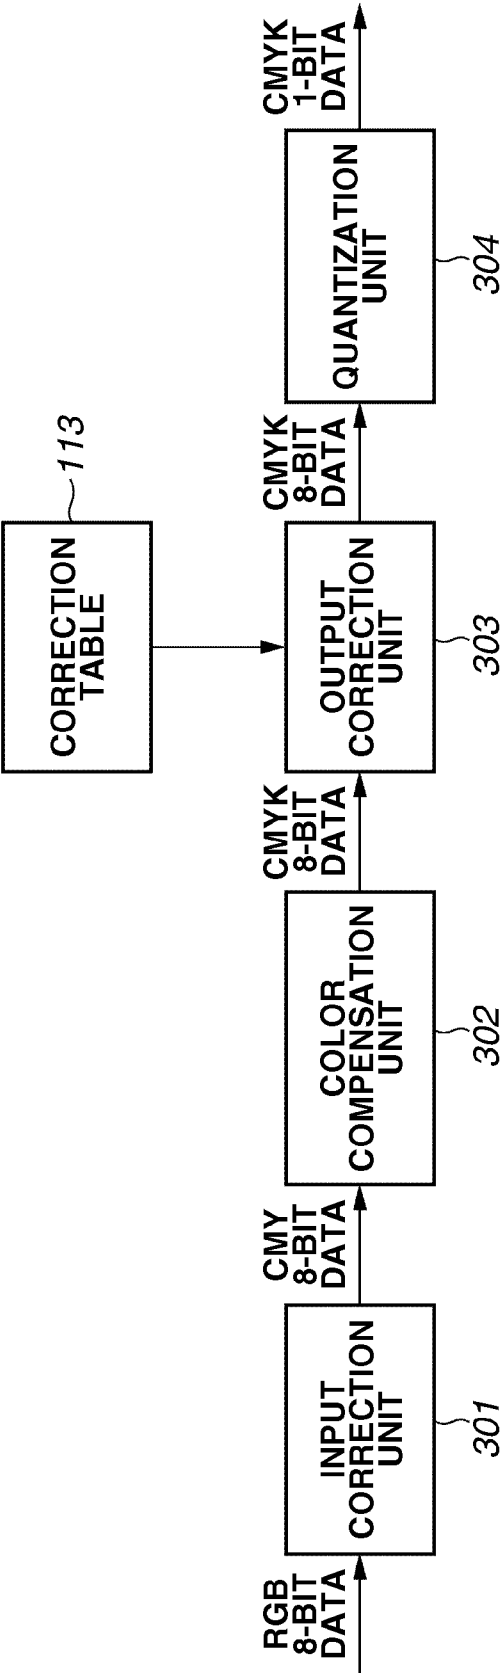 CORRECTION
TABLE
113
RGB
8-BIT
DATA
INPUT
CORRECTION
UNIT
301
CMY
8-BIT
DATA
COLOR
COMPENSATION
UNIT
302
CMYK
8-BIT
DATA
OUTPUT
CORRECTION
UNIT
303
CMYK
8-BIT
DATA
QUANTIZATION
UNIT
304
CMYK
1-BIT
DATA